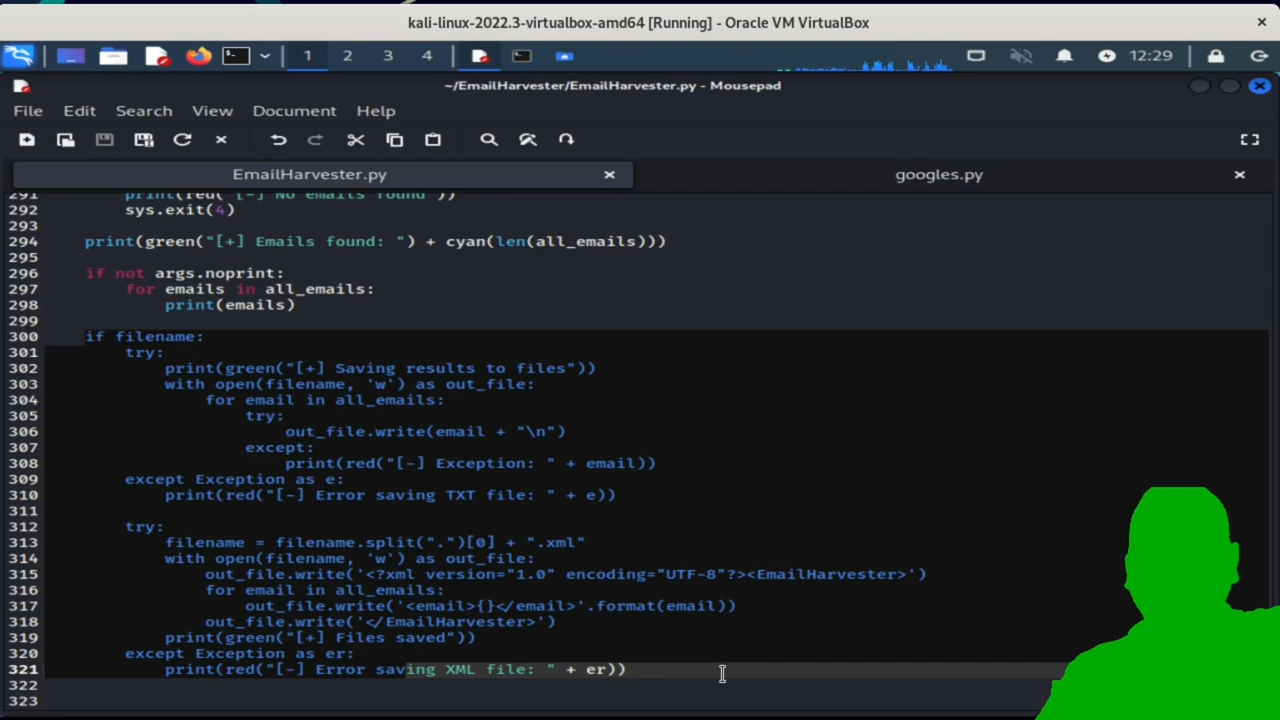 kali-linux-2022.3-virtualbox-amd64 [Running] - Oracle VM VirtualBox
1 2 3 4 12:29
~/EmailHarvester/EmailHarvester.py - Mousepad
File Edit Search View Document Help
EmailHarvester.py googles.py
291 print(red("[-] No emails found"))
292 sys.exit(4)
293
294 print(green("[+] Emails found: ") + cyan(len(all_emails)))
295
296 if not args.noprint:
297 for emails in all_emails:
298 print(emails)
299
300 if filename:
301 try:
302 print(green("[+] Saving results to files"))
303 with open(filename, 'w') as out_file:
304 for email in all_emails:
305 try:
306 out_file.write(email + "\n")
307 except:
308 print(red("[-] Exception: " + email))
309 except Exception as e:
310 print(red("[-] Error saving TXT file: " + e))
311
312 try:
313 filename = filename.split(".")[0] + ".xml"
314 with open(filename, 'w') as out_file:
315 out_file.write('<?xml version="1.0" encoding="UTF-8"?><EmailHarvester>')
316 for email in all_emails:
317 out_file.write('<email>{}</email>'.format(email))
318 out_file.write('</EmailHarvester>')
319 print(green("[+] Files saved"))
320 except Exception as er:
321 print(red("[-] Error saving XML file: " + er))
322
323